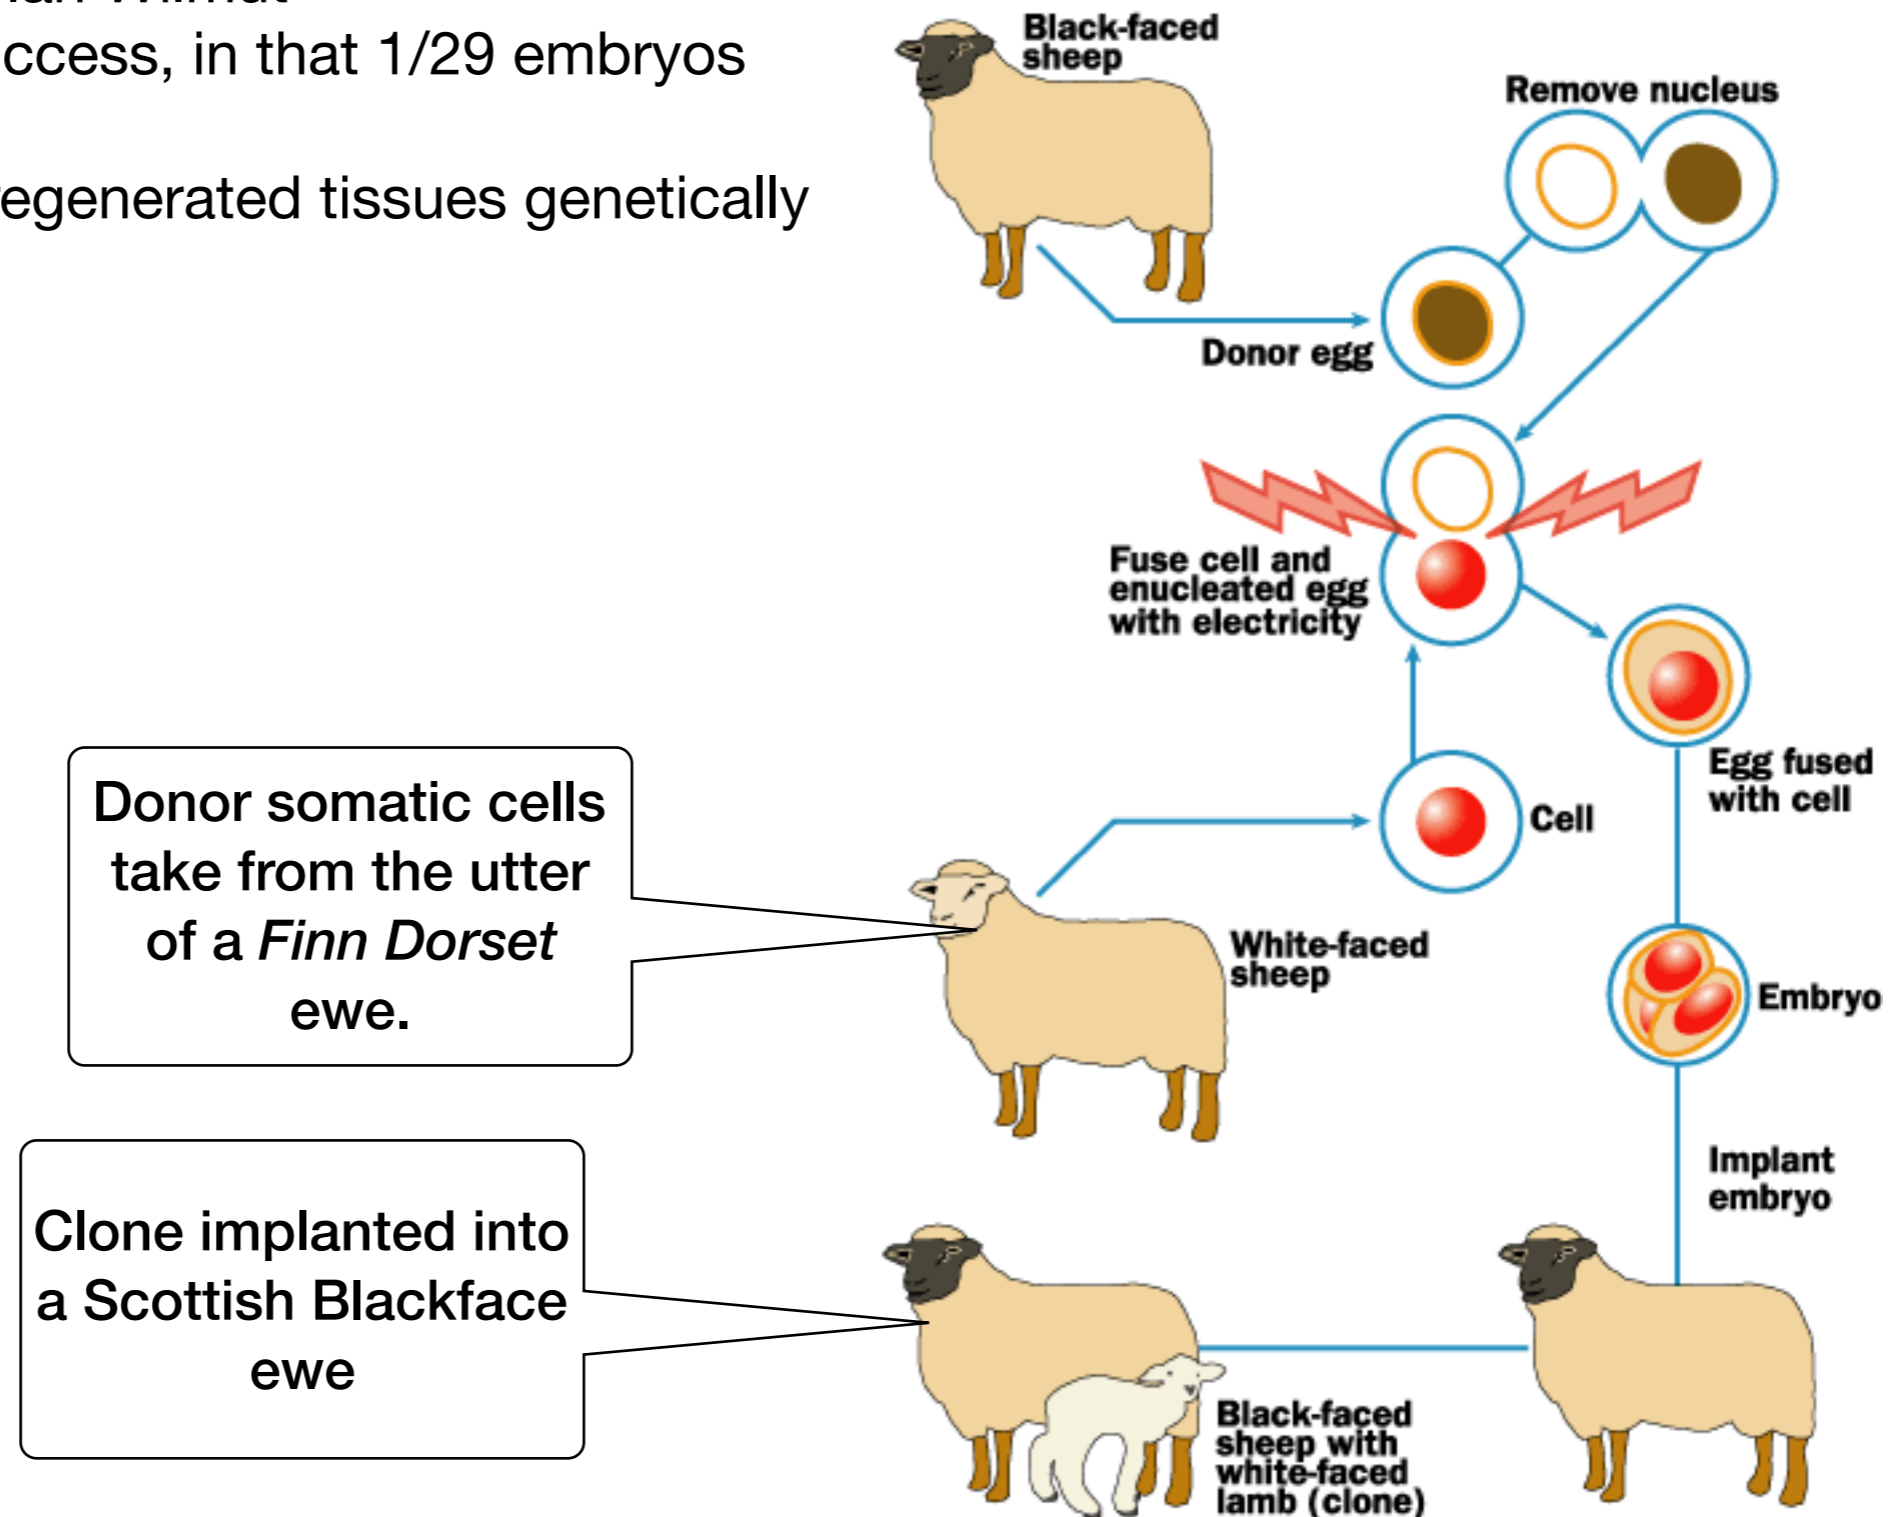 Ian Wilmut
ccess, in that 1/29 embryos
egenerated tissues genetically
Black-faced
sheep
Remove nucleus
Donor egg
Fuse cell and
enucleated egg
with electricity
Egg fused
with cell
Donor somatic cells
take from the utter
of a Finn Dorset
ewe.
Cell
White-faced
sheep
Embryo
Implant
embryo
Clone implanted into
a Scottish Blackface
ewe
Black-faced
sheep with
white-faced
lamb (clone)